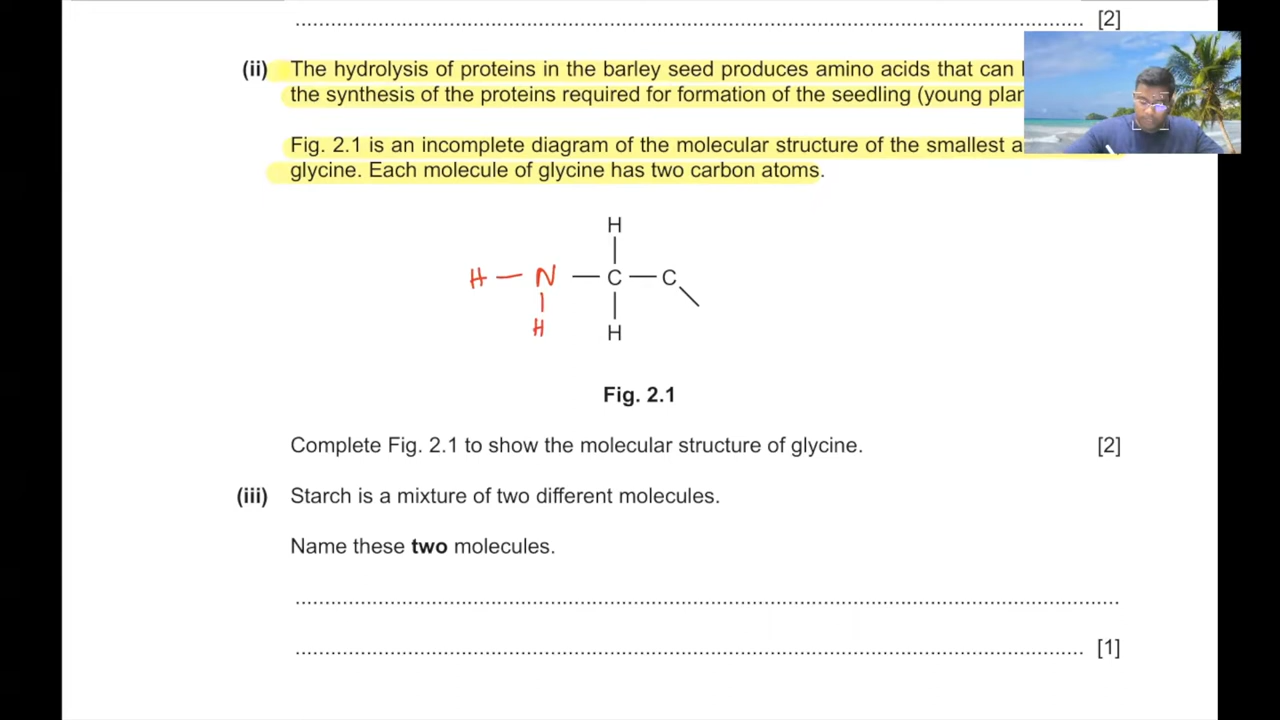 [2]
(ii) The hydrolysis of proteins in the barley seed produces amino acids that can
the synthesis of the proteins required for formation of the seedling (young
Fig. 2.1 is an incomplete diagram of the molecular structure of the smallest
glycine. Each molecule of glycine has two carbon atoms.
H
H — N — C — C
H H
Fig. 2.1
Complete Fig. 2.1 to show the molecular structure of glycine. [2]
(iii) Starch is a mixture of two different molecules.
Name these two molecules.
[1]